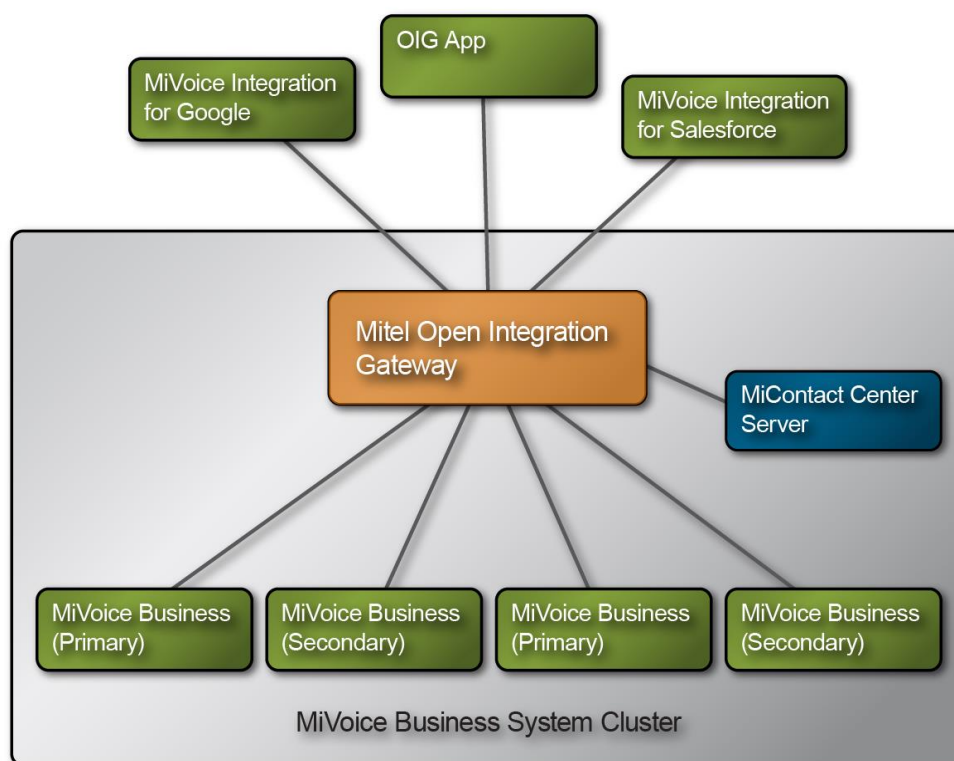 OIG App
MiVoice Integration
for Google
MiVoice Integration
for Salesforce
Mitel Open Integration
Gateway
MiContact Center
Server
MiVoice Business
(Primary)
MiVoice Business
(Secondary)
MiVoice Business
(Primary)
MiVoice Business
(Secondary)
MiVoice Business System Cluster